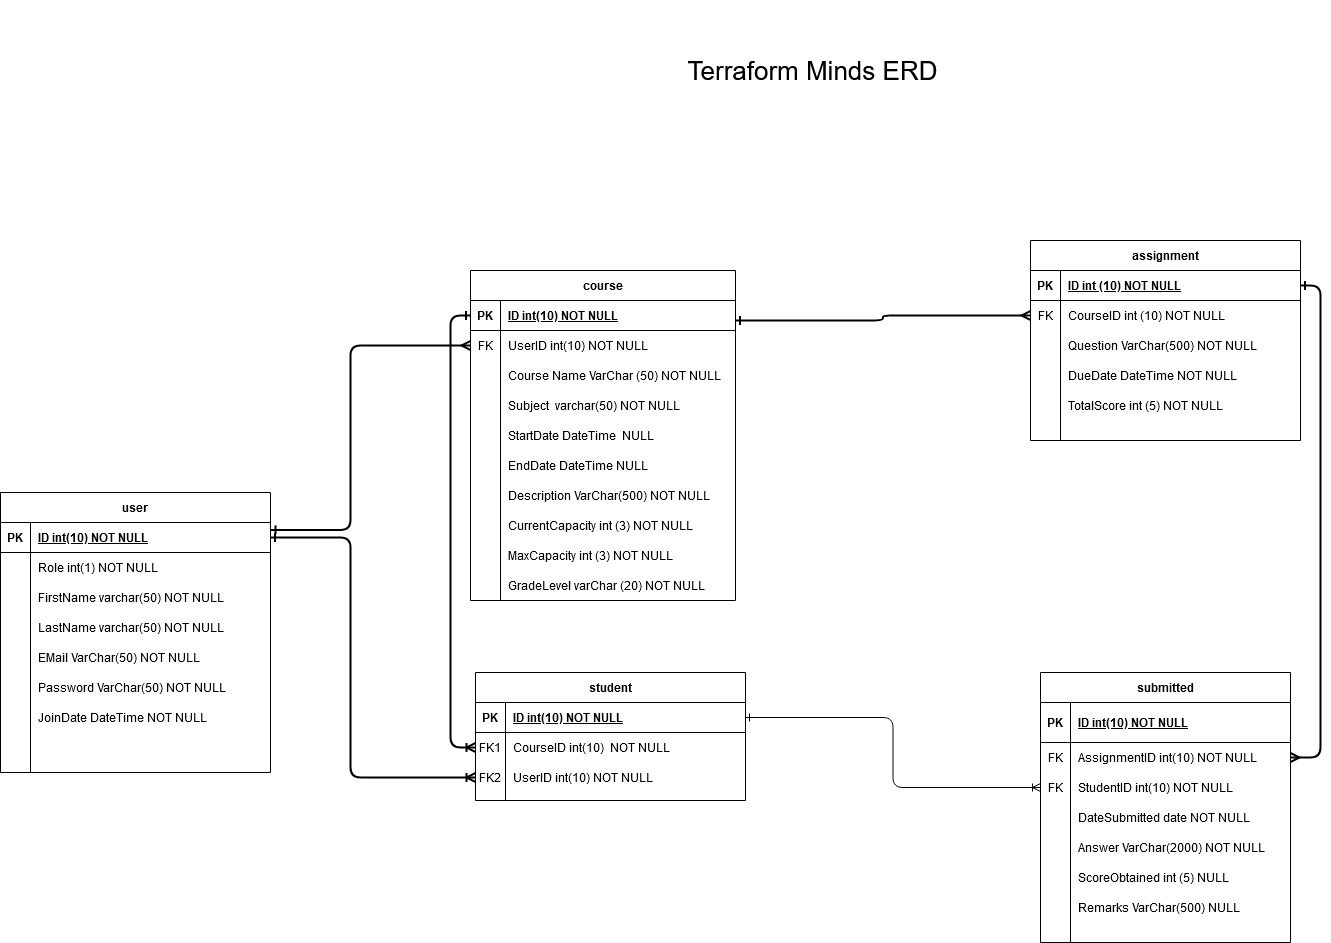 Terraform Minds ERD
assignment
PK ID int (10) NOT NULL
FK CourseID int (10) NOT NULL
Question VarChar(500) NOT NULL
DueDate DateTime NOT NULL
TotalScore int (5) NOT NULL
course
PK ID int(10) NOT NULL
FK UserID int(10) NOT NULL
Course Name VarChar (50) NOT NULL
Subject  varchar(50) NOT NULL
StartDate DateTime  NULL
EndDate DateTime NULL
Description VarChar(500) NOT NULL
CurrentCapacity int (3) NOT NULL
MaxCapacity int (3) NOT NULL
GradeLevel varChar (20) NOT NULL
user
PK ID int(10) NOT NULL
Role int(1) NOT NULL
FirstName varchar(50) NOT NULL
LastName varchar(50) NOT NULL
EMail VarChar(50) NOT NULL
Password VarChar(50) NOT NULL
JoinDate DateTime NOT NULL
student
PK ID int(10) NOT NULL
FK1 CourseID int(10)  NOT NULL
FK2 UserID int(10) NOT NULL
submitted
PK ID int(10) NOT NULL
FK AssignmentID int(10) NOT NULL
FK StudentID int(10) NOT NULL
DateSubmitted date NOT NULL
Answer VarChar(2000) NOT NULL
ScoreObtained int (5) NULL
Remarks VarChar(500) NULL